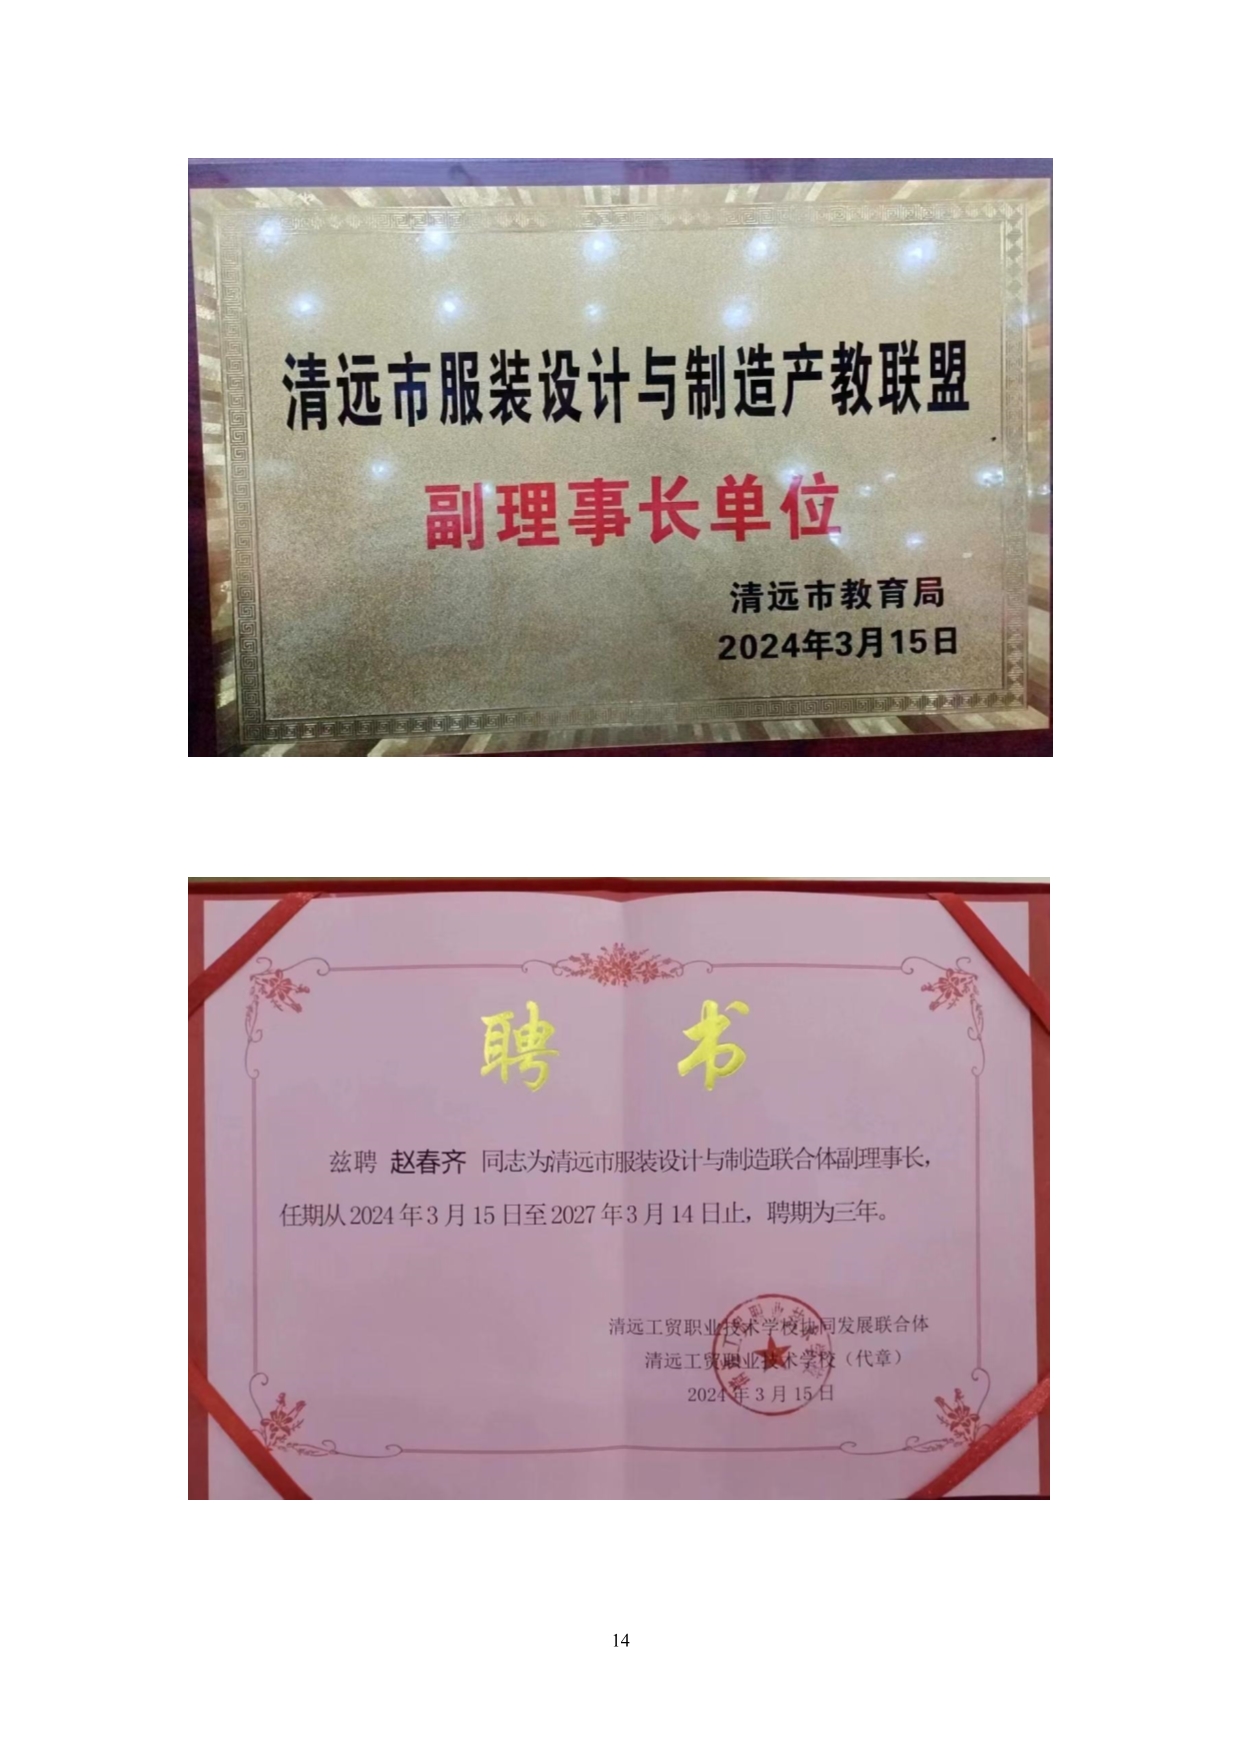 清远市服装设计与制造产教联盟
副理事长单位
清远市教育局
2024年3月15日
聘 书
兹聘 赵春齐 同志为清远市服装设计与制造联合体副理事长，
任期从2024年3月15日至2027年3月14日止，聘期为三年。
清远工贸职业技术学校协同发展联合体
清远工贸职业技术学校（代章）
2024年3月15日
14